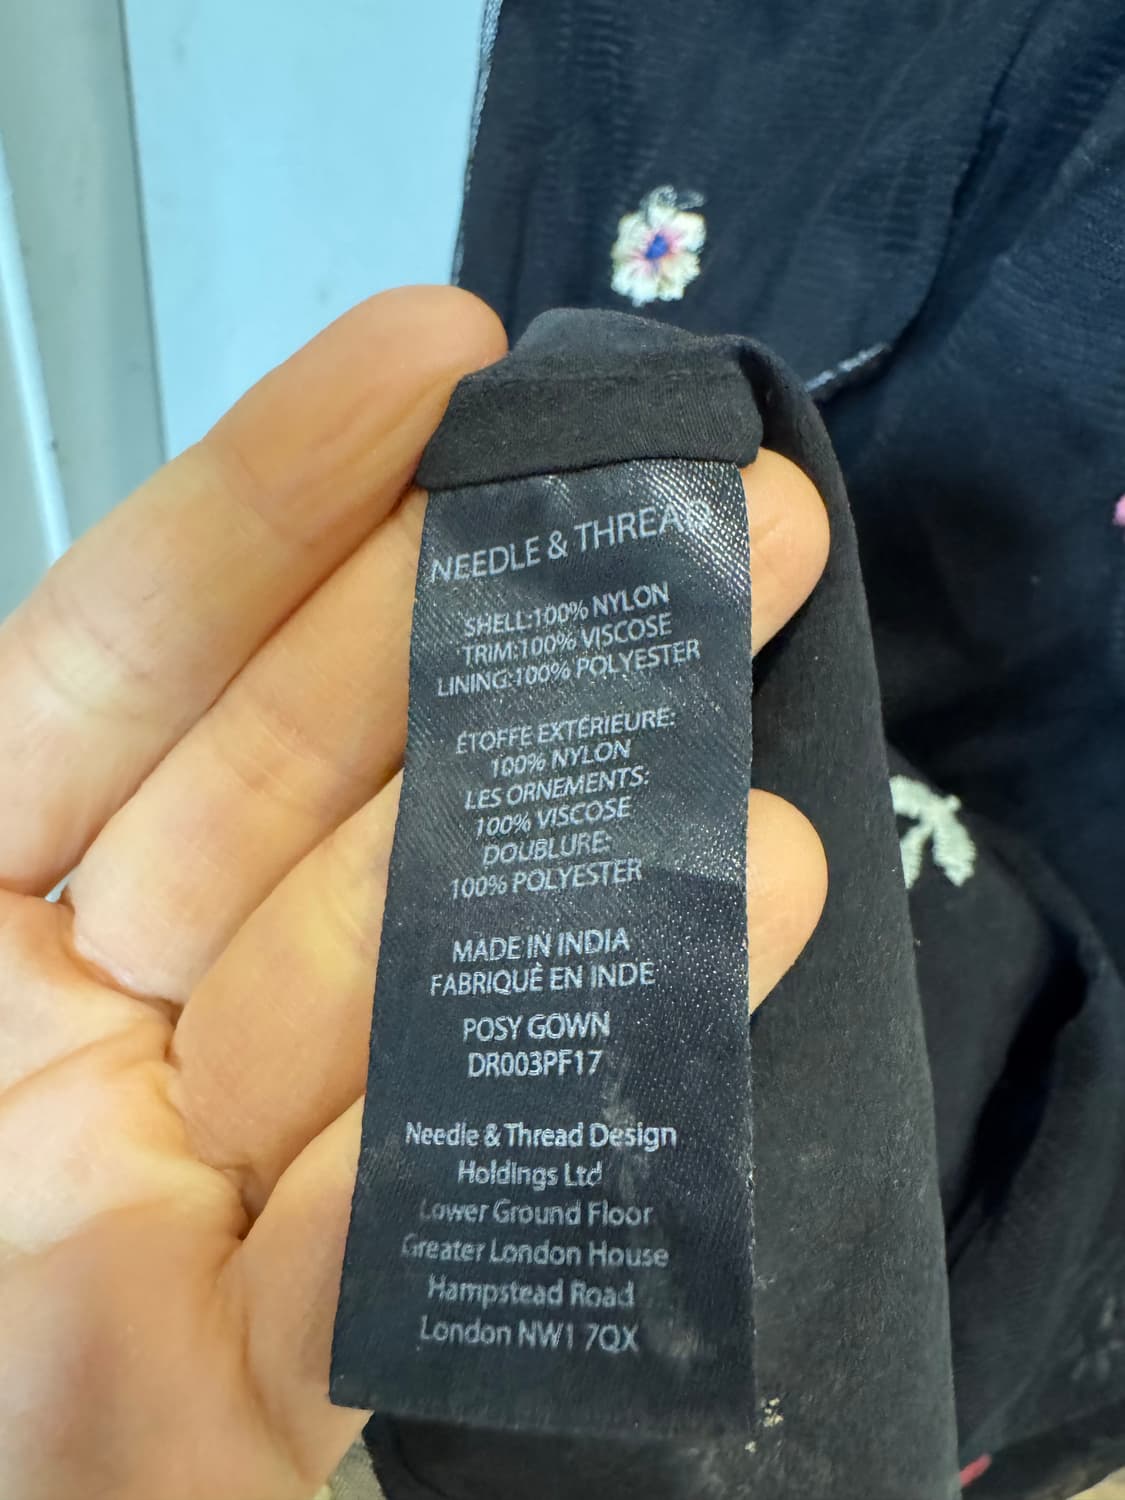 NEEDLE & THREAD
SHELL:100% NYLON
TRIM:100% VISCOSE
LINING:100% POLYESTER
ÉTOFFE EXTÉRIEURE:
100% NYLON
LES ORNEMENTS:
100% VISCOSE
DOUBLURE:
100% POLYESTER
MADE IN INDIA
FABRIQUÈ EN INDE
POSY GOWN
DR003PF17
Needle & Thread Design
Holdings Ltd
Lower Ground Floor
Greater London House
Hampstead Road
London NW1 7QX